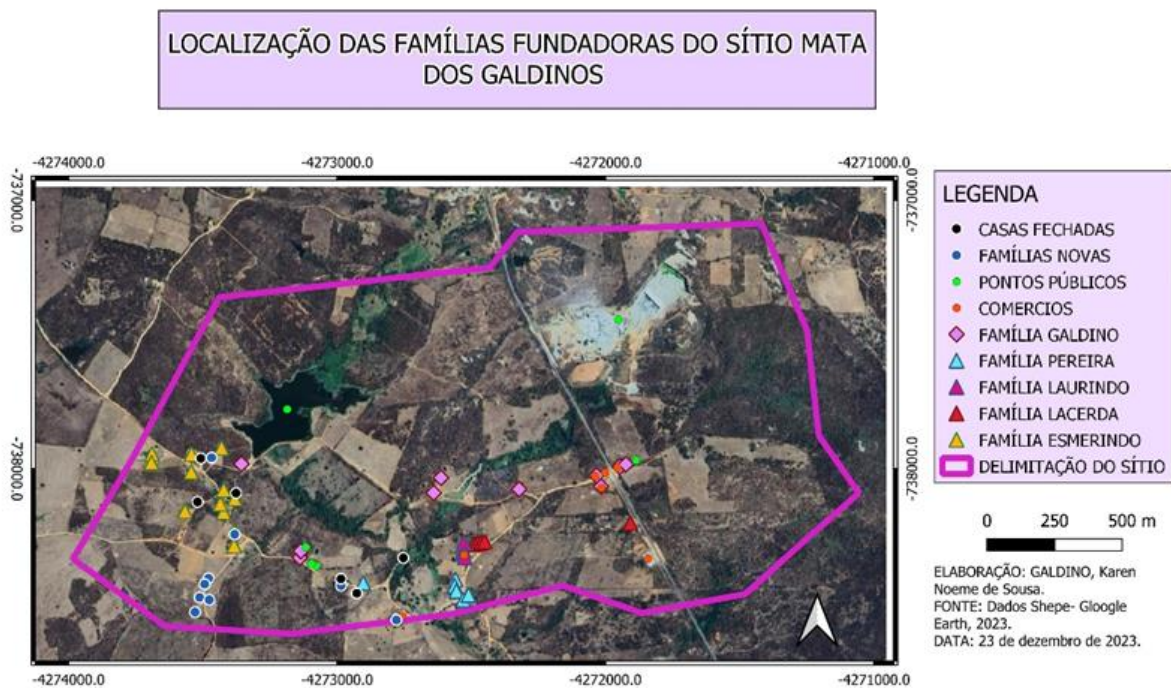 LOCALIZAÇÃO DAS FAMÍLIAS FUNDADORAS DO SÍTIO MATA
DOS GALDINOS
-4274000.0 -4273000.0 -4272000.0 -4271000.0
-737000.0 -737000.0
-738000.0 -738000.0
-4274000.0 -4273000.0 -4272000.0 -4271000.0
LEGENDA
CASAS FECHADAS
FAMÍLIAS NOVAS
PONTOS PÚBLICOS
COMERCIOS
FAMÍLIA GALDINO
FAMÍLIA PEREIRA
FAMÍLIA LAURINDO
FAMÍLIA LACERDA
FAMÍLIA ESMERINDO
DELIMITAÇÃO DO SÍTIO
0 250 500 m
ELABORAÇÃO: GALDINO, Karen
Noeme de Sousa.
FONTE: Dados Shepe- Gloogle
Earth, 2023.
DATA: 23 de dezembro de 2023.